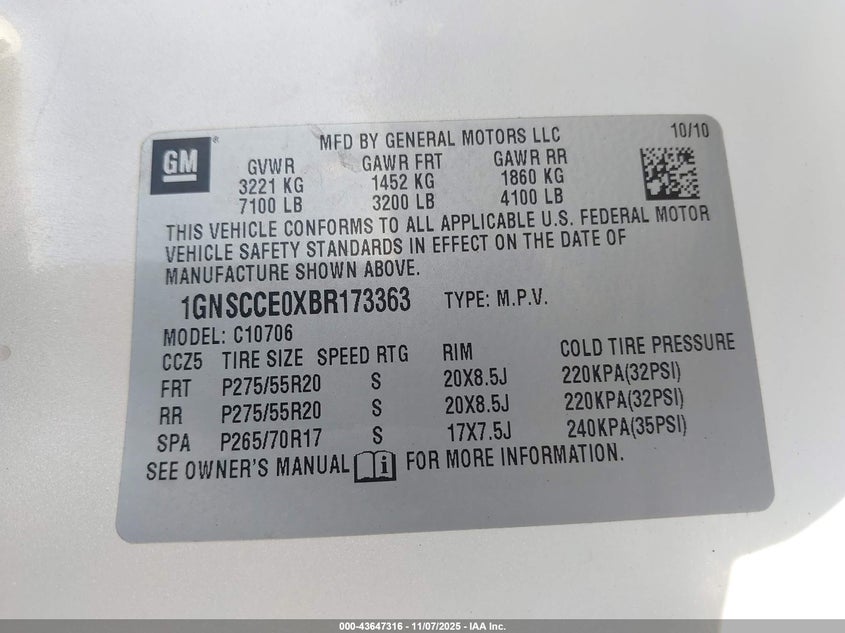 GM ® MFD BY GENERAL MOTORS LLC 10/10
GVWR GAWR FRT GAWR RR
3221 KG 1452 KG 1860 KG
7100 LB 3200 LB 4100 LB
THIS VEHICLE CONFORMS TO ALL APPLICABLE U.S. FEDERAL MOTOR
VEHICLE SAFETY STANDARDS IN EFFECT ON THE DATE OF
MANUFACTURE SHOWN ABOVE.
1GNSCCE0XBR173363 TYPE: M.P.V.
MODEL: C10706
CCZ5 TIRE SIZE SPEED RTG RIM COLD TIRE PRESSURE
FRT P275/55R20 S 20X8.5J 220KPA(32PSI)
RR P275/55R20 S 20X8.5J 220KPA(32PSI)
SPA P265/70R17 S 17X7.5J 240KPA(35PSI)
SEE OWNER'S MANUAL i FOR MORE INFORMATION.
000-43647316 - 11/07/2025 - IAA Inc.